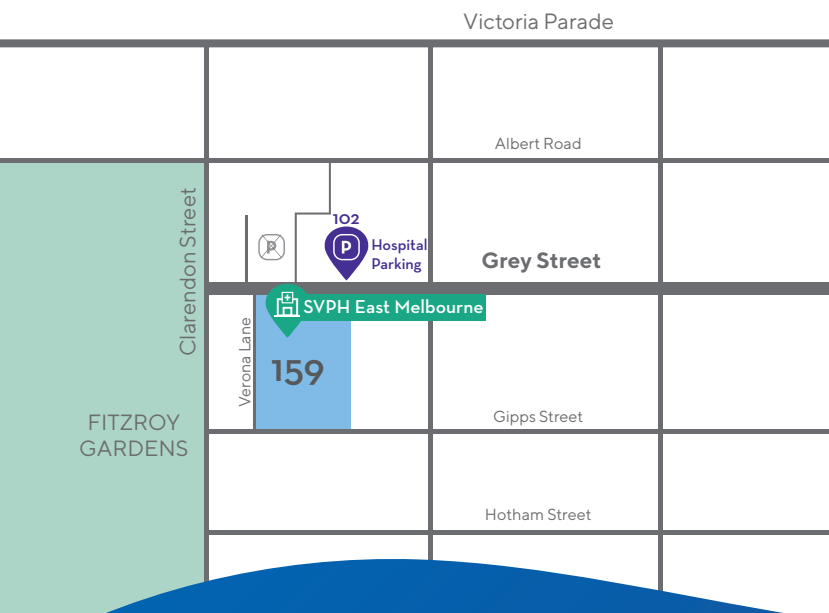 Victoria Parade
Albert Road
Clarendon Street
102
P
P
Hospital
Parking
Grey Street
SVPH East Melbourne
Verona Lane
159
FITZROY
GARDENS
Gipps Street
Hotham Street